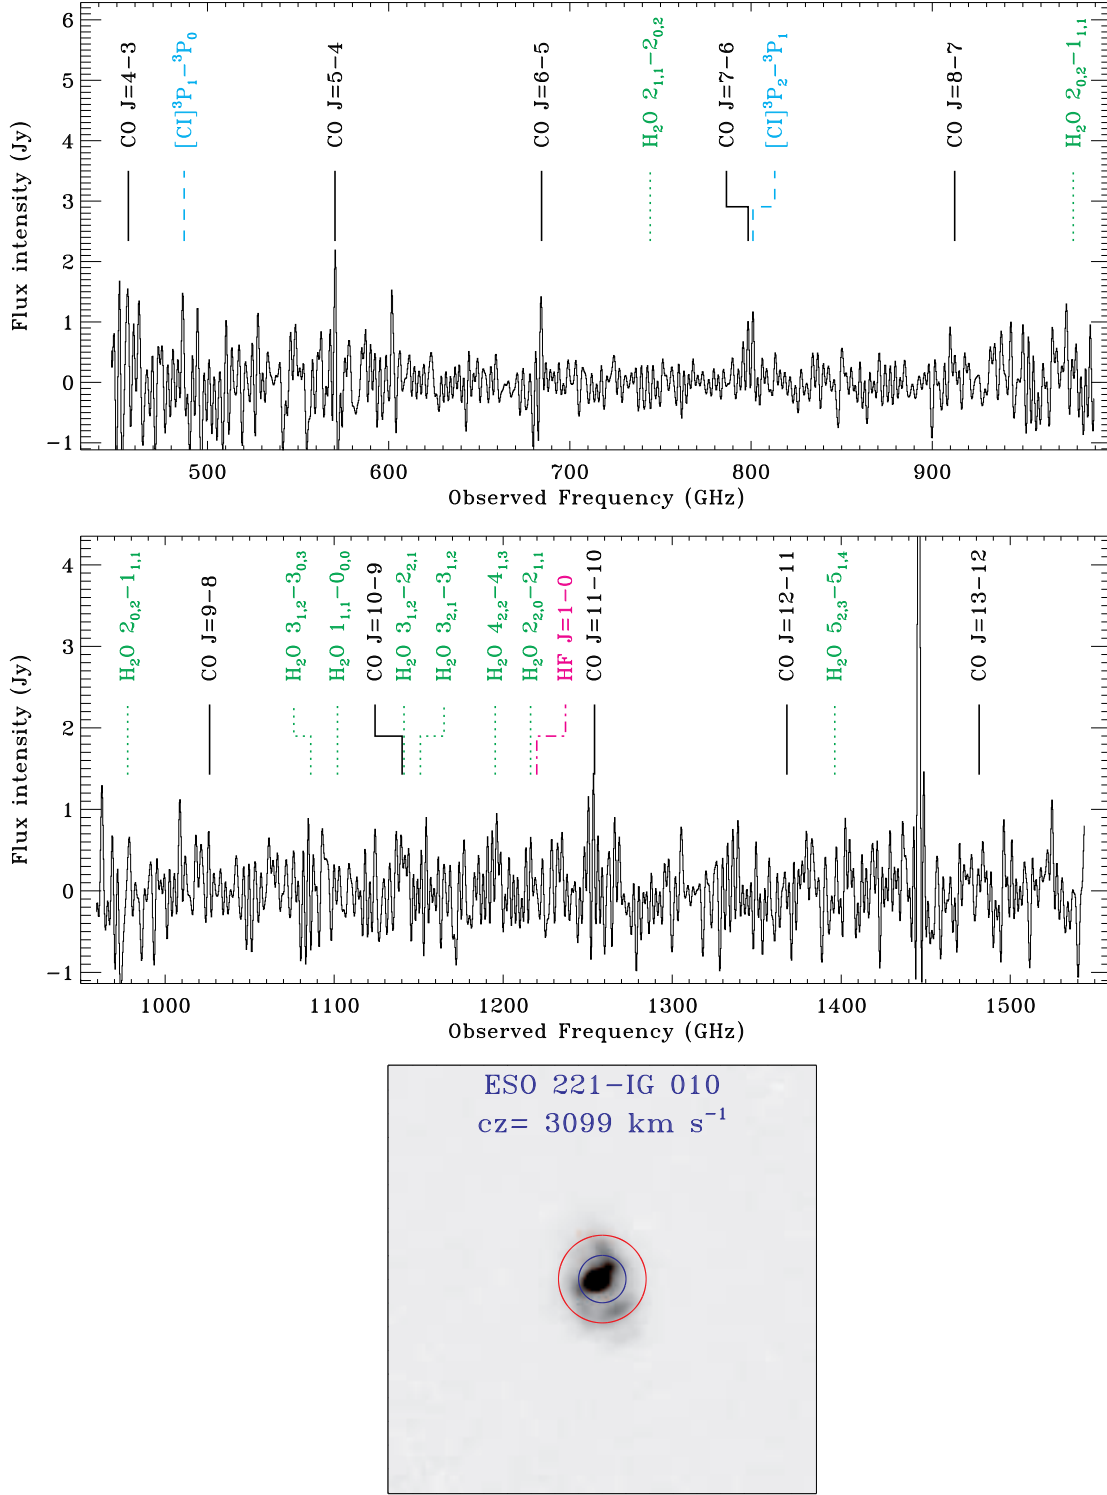 CO J=4−3
[CI]³P₁−³P₀
CO J=5−4
CO J=6−5
H₂O 2₁,₁−2₀,₂
CO J=7−6
[CI]³P₂−³P₁
CO J=8−7
H₂O 2₀,₂−1₁,₁
Flux intensity (Jy)
6
5
4
3
2
1
0
−1
500
600
700
800
900
Observed Frequency (GHz)
H₂O 2₀,₂−1₁,₁
CO J=9−8
H₂O 3₁,₂−3₀,₃
H₂O 1₁,₁−0₀,₀
CO J=10−9
H₂O 3₁,₂−2₂,₁
H₂O 3₂,₁−3₁,₂
H₂O 4₂,₂−4₁,₃
H₂O 2₂,₀−2₁,₁
HF J=1−0
CO J=11−10
CO J=12−11
H₂O 5₂,₃−5₁,₄
CO J=13−12
Flux intensity (Jy)
4
3
2
1
0
−1
1000
1100
1200
1300
1400
1500
Observed Frequency (GHz)
ESO 221−IG 010
cz= 3099 km s⁻¹